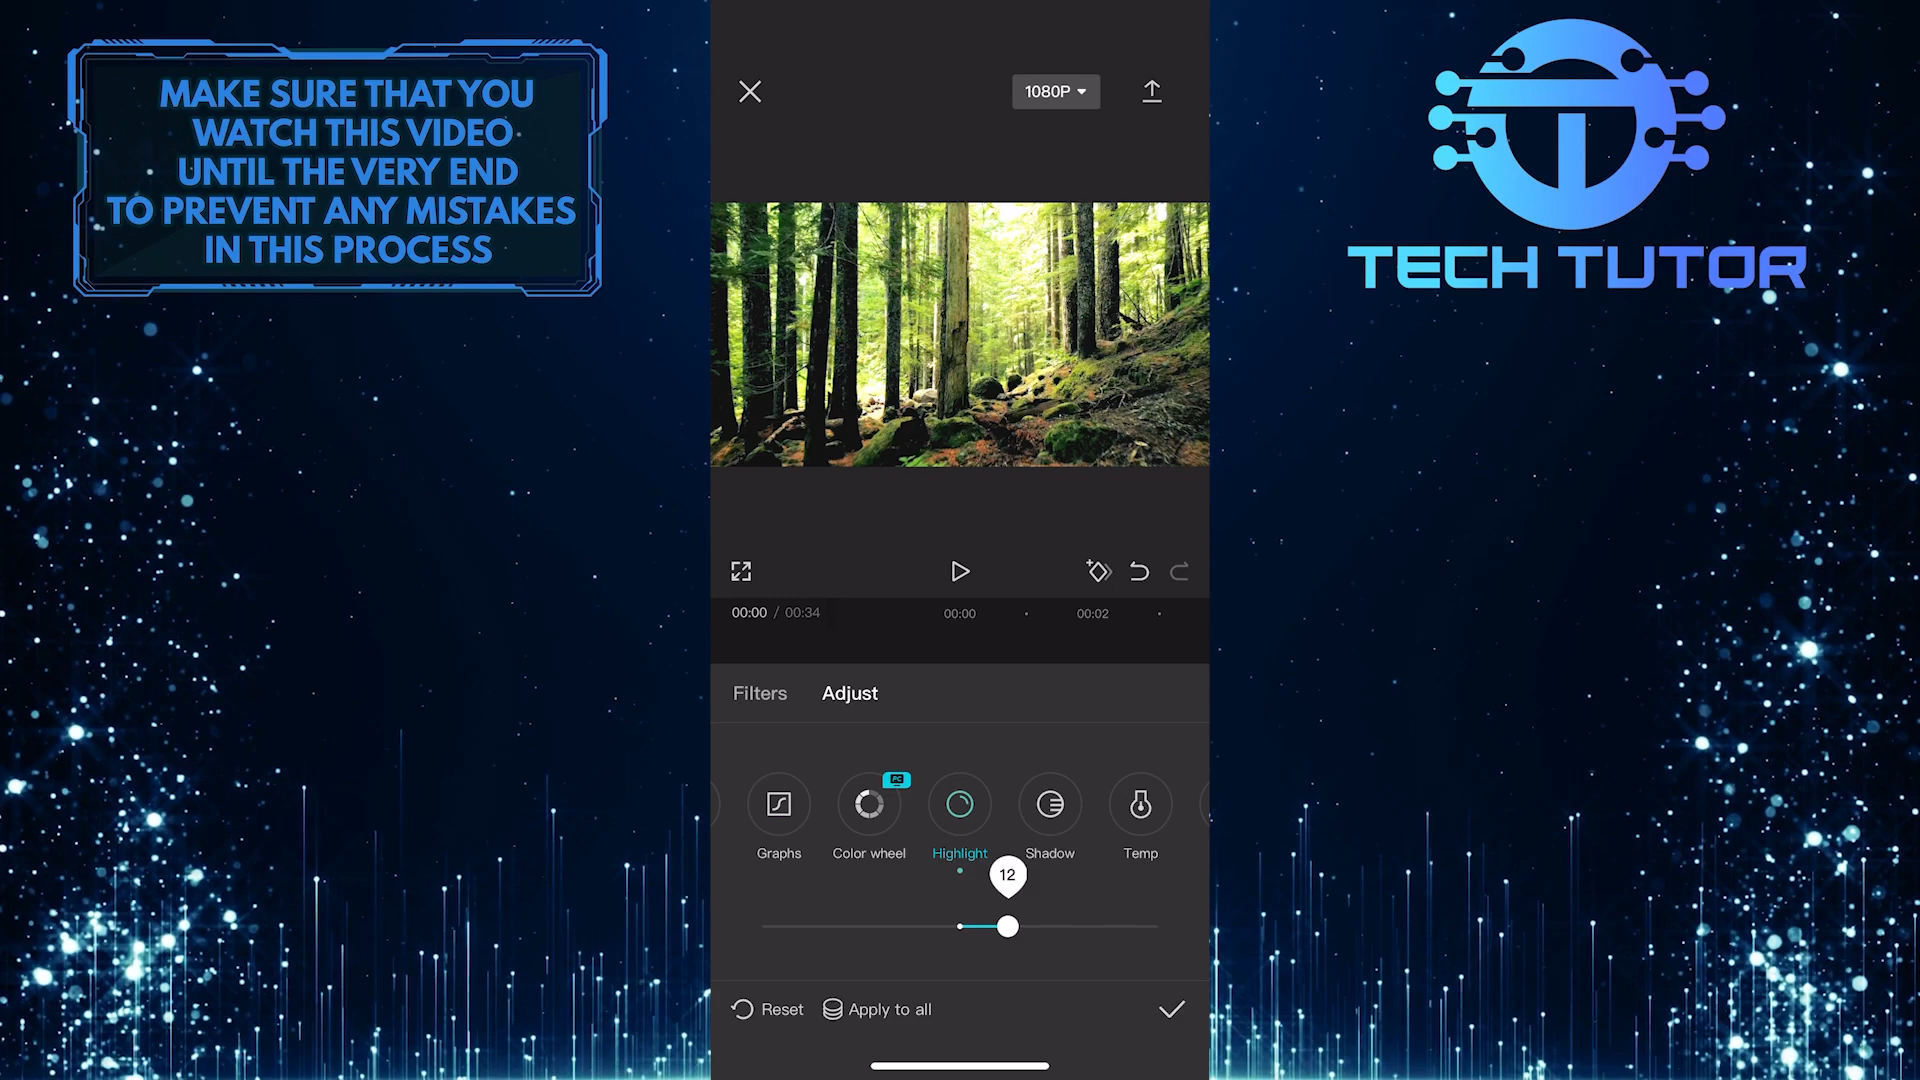 MAKE SURE THAT YOU
WATCH THIS VIDEO
UNTIL THE VERY END
TO PREVENT ANY MISTAKES
IN THIS PROCESS
1080P
TECH TUTOR
00:00 / 00:34
00:00
00:02
Filters
Adjust
PC
Graphs
Color wheel
Highlight
Shadow
Temp
12
Reset
Apply to all